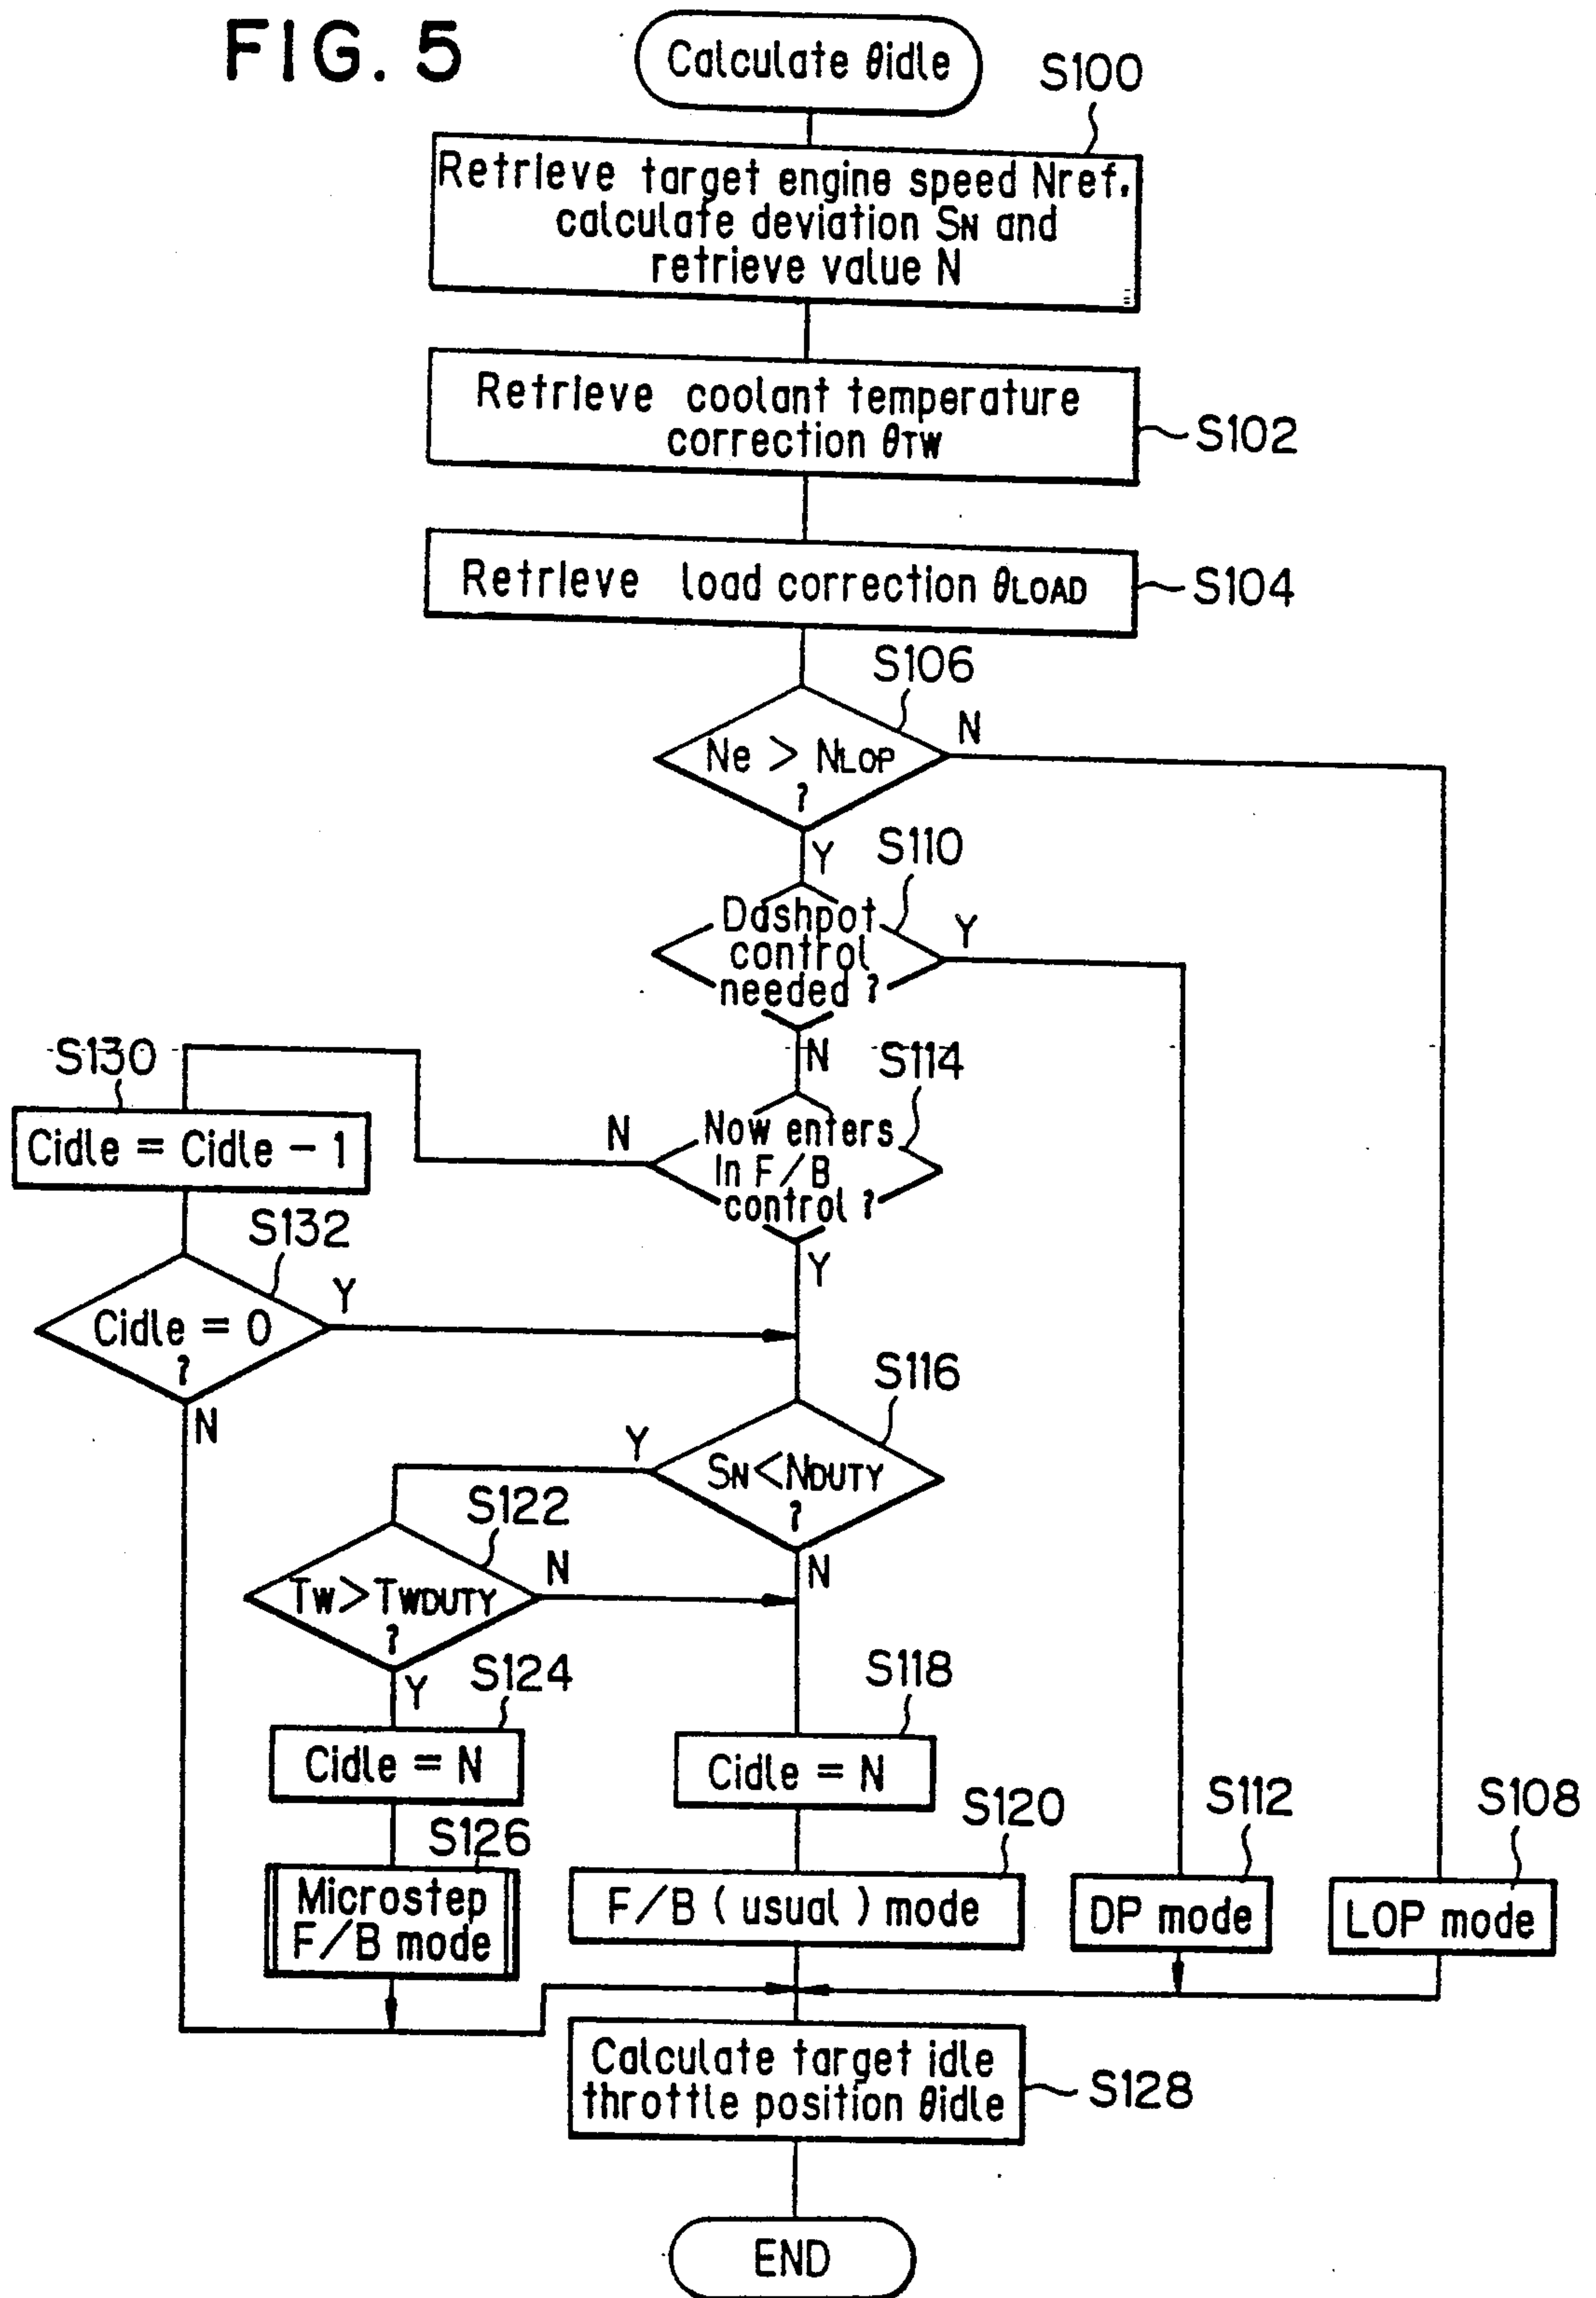 FIG. 5
Calculate θidle
S100
Retrieve target engine speed Nref,
calculate deviation SN and
retrieve value N
Retrieve coolant temperature
correction θTW
S102
Retrieve load correction θLOAD
S104
S106
Ne > NLOP
?
N
Y
S110
Dashpot
control
needed ?
Y
N
S114
Now enters
in F/B
control ?
N
Y
S130
Cidle = Cidle - 1
S132
Cidle = 0
?
Y
N
S116
SN<NDUTY
?
Y
N
S122
TW>TWDUTY
?
N
Y
S124
Cidle = N
S118
Cidle = N
S126
Microstep
F/B mode
S120
F/B (usual) mode
S112
DP mode
S108
LOP mode
Calculate target idle
throttle position θidle
S128
END